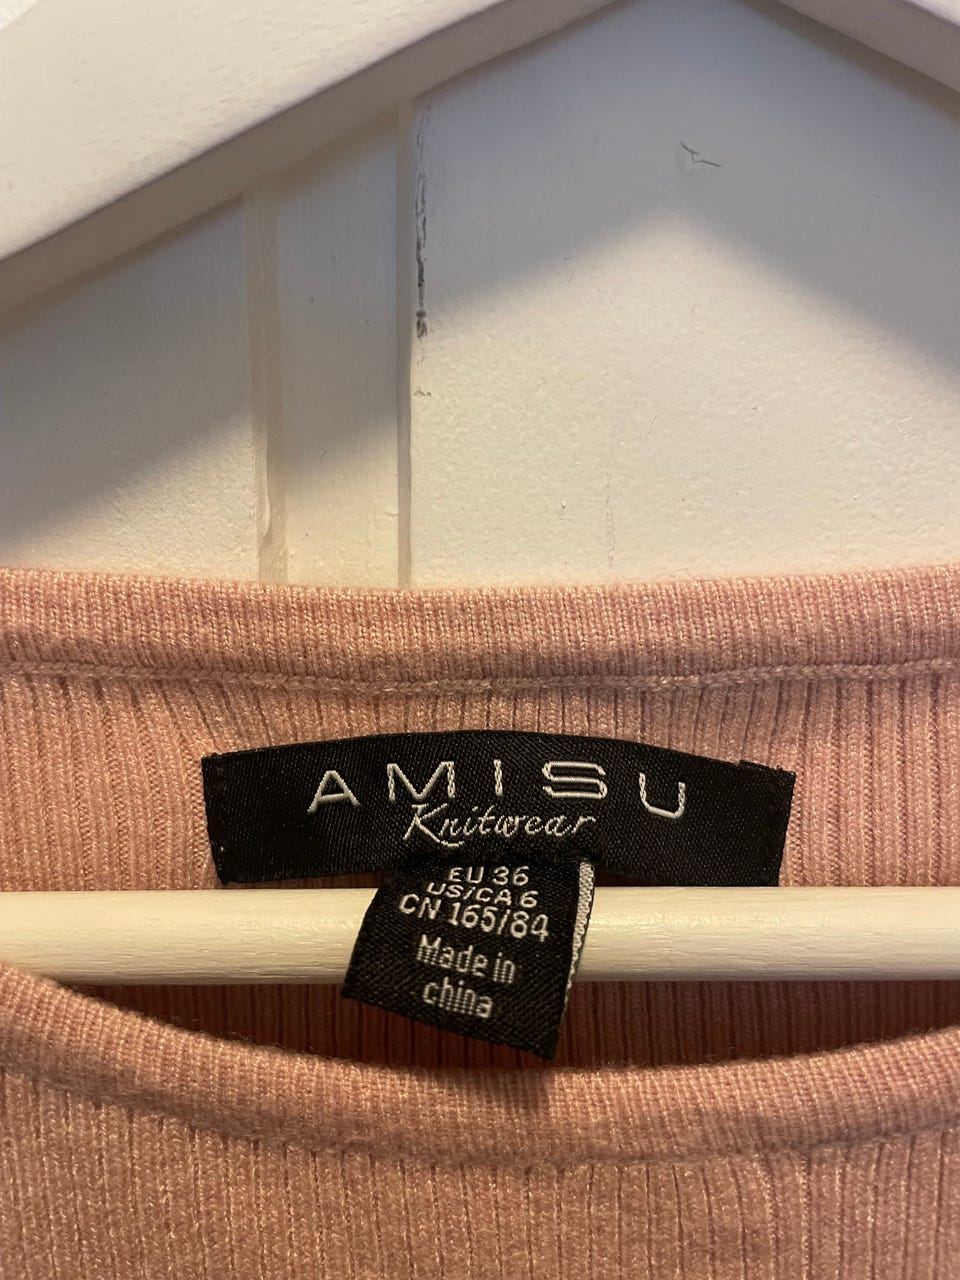 AMISU
Knitwear
EU 36
US/CA 6
CN 165/84
Made in
china